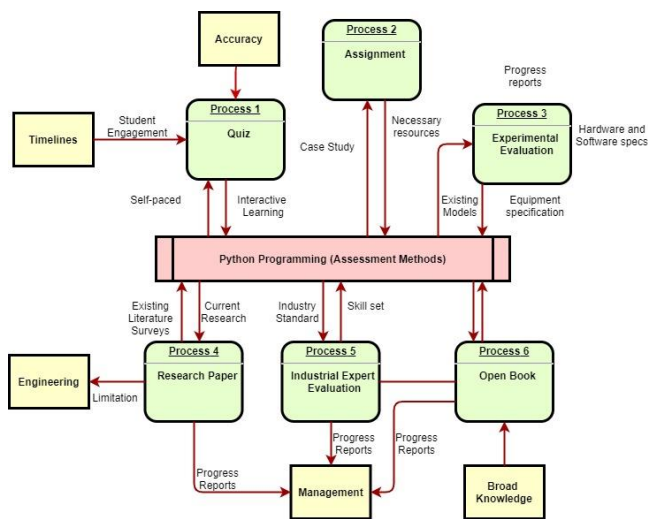 Accuracy
Process 2
Assignment
Progress
reports
Timelines
Student
Engagement
Process 1
Quiz
Necessary
resources
Case Study
Process 3
Experimental
Evaluation
Hardware and
Software specs
Self-paced
Interactive
Learning
Existing
Models
Equipment
specification
Python Programming (Assessment Methods)
Existing
Literature
Surveys
Current
Research
Industry
Standard
Skill set
Engineering
Limitation
Process 4
Research Paper
Process 5
Industrial Expert
Evaluation
Process 6
Open Book
Progress
Reports
Progress
Reports
Progress
Reports
Management
Broad
Knowledge